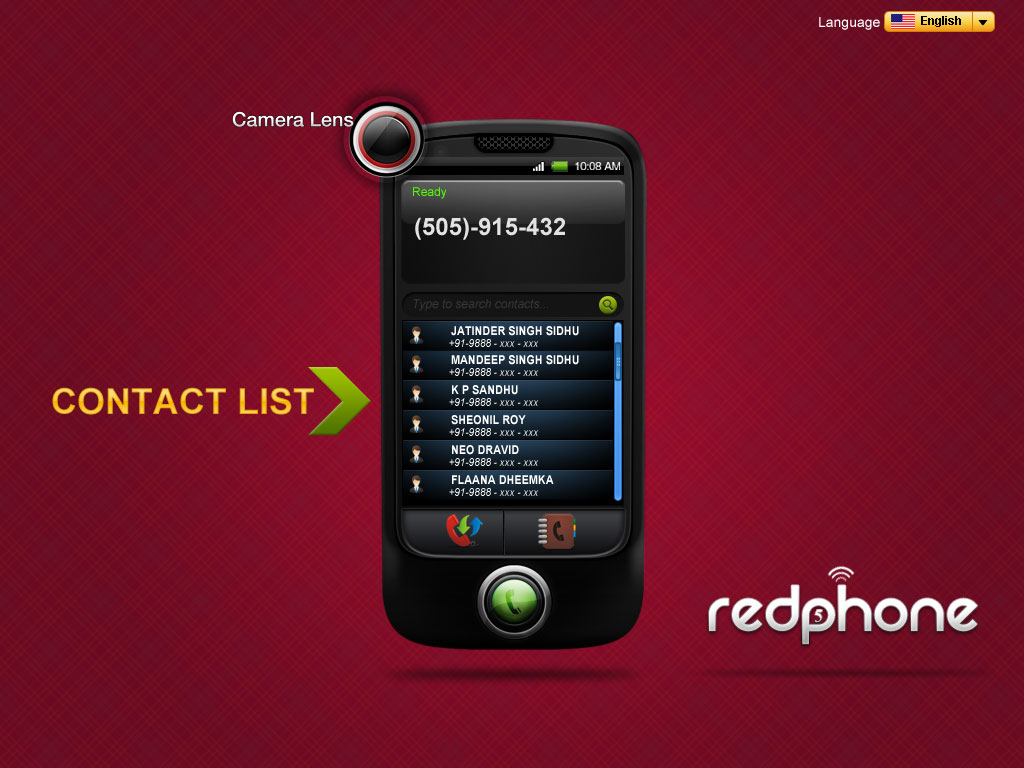 Language English
Camera Lens
10:08 AM
Ready
(505)-915-432
Type to search contacts...
JATINDER SINGH SIDHU
+91-9888 - xxx - xxx
MANDEEP SINGH SIDHU
+91-9888 - xxx - xxx
K P SANDHU
+91-9888 - xxx - xxx
CONTACT LIST
SHEONIL ROY
+91-9888 - xxx - xxx
NEO DRAVID
+91-9888 - xxx - xxx
FLAANA DHEEMKA
+91-9888 - xxx - xxx
redphone
5